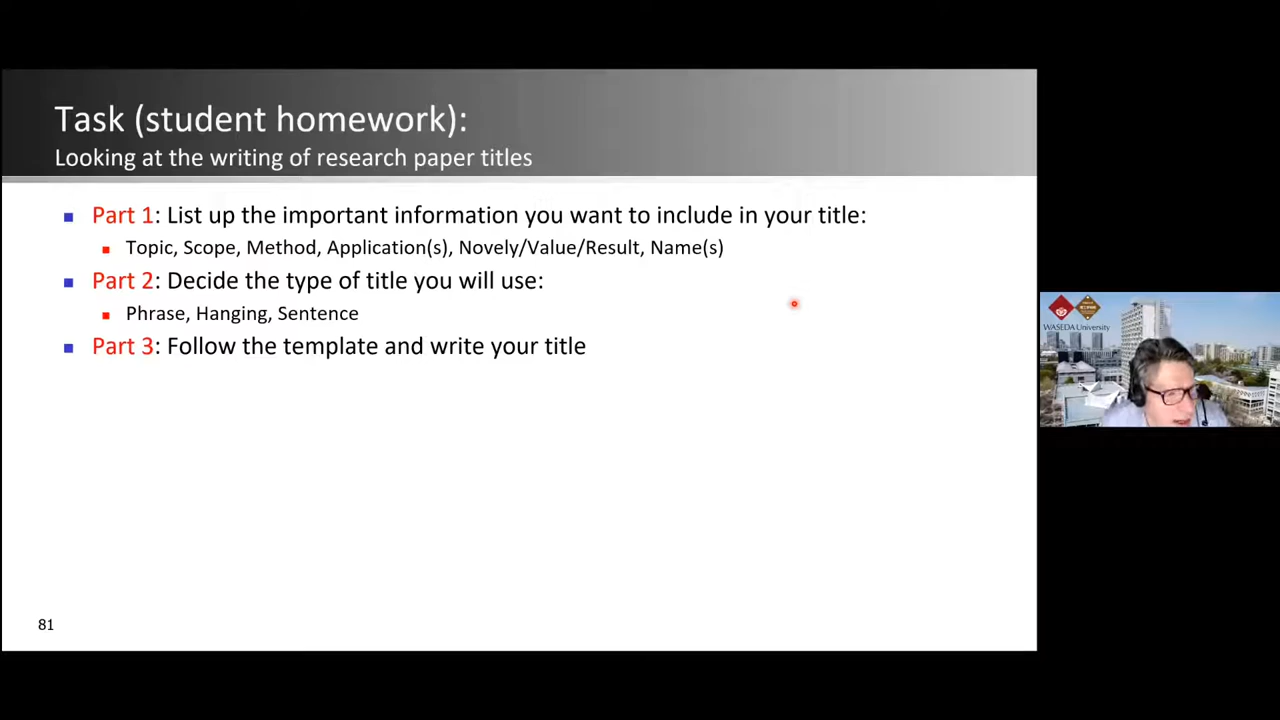 Task (student homework):
Looking at the writing of research paper titles
Part 1: List up the important information you want to include in your title:
Topic, Scope, Method, Application(s), Novely/Value/Result, Name(s)
Part 2: Decide the type of title you will use:
Phrase, Hanging, Sentence
Part 3: Follow the template and write your title
81
WASEDA University